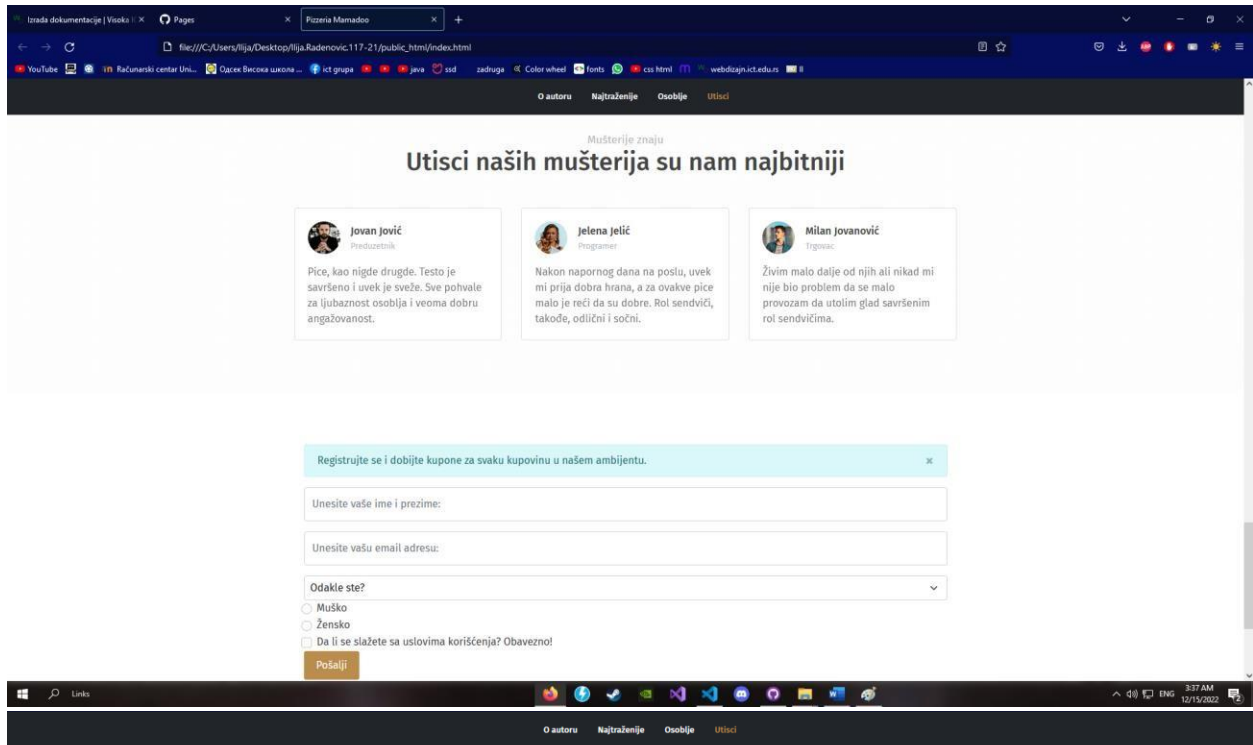 Izrada dokumentacije | Visoka
Pages
Pizzeria Mamadoo
file:///C:/Users/Ilija/Desktop/Ilija.Radenovic.117-21/public_html/index.html
YouTube in Računarski centar Uni... Одсек Висока школа ... ict grupa java ssd zadruga Color wheel fonts css html webdizajn.ict.edu.rs
O autoru Najtraženije Osoblje Utisci
Mušterije znaju
Utisci naših mušterija su nam najbitniji
Jovan Jović
Preduzetnik
Pice, kao nigde drugde. Testo je
savršeno i uvek je sveže. Sve pohvale
za ljubaznost osoblja i veoma dobru
angažovanost.
Jelena Jelić
Programer
Nakon napornog dana na poslu, uvek
mi prija dobra hrana, a za ovakve pice
malo je reći da su dobre. Rol sendviči,
takođe, odlični i sočni.
Milan Jovanović
Trgovac
Živim malo dalje od njih ali nikad mi
nije bio problem da se malo
provozam da utolim glad savršenim
rol sendvičima.
Registrujte se i dobijte kupone za svaku kupovinu u našem ambijentu. ×
Unesite vaše ime i prezime:
Unesite vašu email adresu:
Odakle ste?
Muško
Žensko
Da li se slažete sa uslovima korišćenja? Obavezno!
Pošalji
Links
ENG
3:37 AM
12/15/2022
O autoru Najtraženije Osoblje Utisci